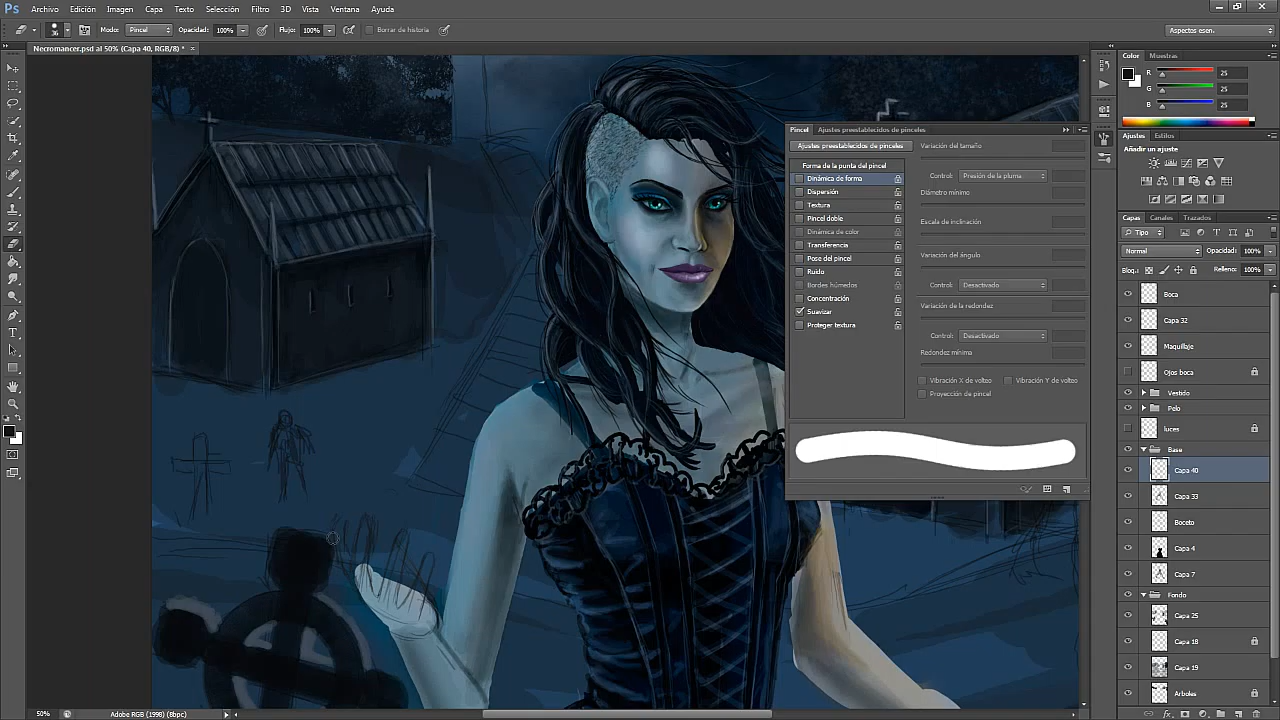 Ps Archivo Edición Imagen Capa Texto Selección Filtro 3D Vista Ventana Ayuda
36 Modo: Pincel Opacidad: 100% Flujo: 100% Borrar de historia Aspectos esen.
Necromancer.psd al 50% (Capa 40, RGB/8) * ×
Color Muestras
R 25
G 25
B 25
Ajustes Estilos
Añadir un ajuste
Capas Canales Trazados
Tipo
Normal Opacidad: 100%
Bloq.: Relleno: 100%
Boca
Capa 32
Maquillaje
Ojos boca
Vestido
Pelo
luces
Base
Capa 40
Capa 33
Boceto
Capa 4
Capa 7
Fondo
Capa 25
Capa 18
Capa 19
Arboles
Pincel Ajustes preestablecidos de pinceles
Ajustes preestablecidos de pinceles
Forma de la punta del pincel
Dinámica de forma
Dispersión
Textura
Pincel doble
Dinámica de color
Transferencia
Pose del pincel
Ruido
Bordes húmedos
Concentración
Suavizar
Proteger textura
Variación del tamaño
Control: Presión de la pluma
Diámetro mínimo
Escala de inclinación
Variación del ángulo
Control: Desactivado
Variación de la redondez
Control: Desactivado
Redondez mínima
Vibración X de volteo Vibración Y de volteo
Proyección de pincel
50% Adobe RGB (1998) (8bpc)